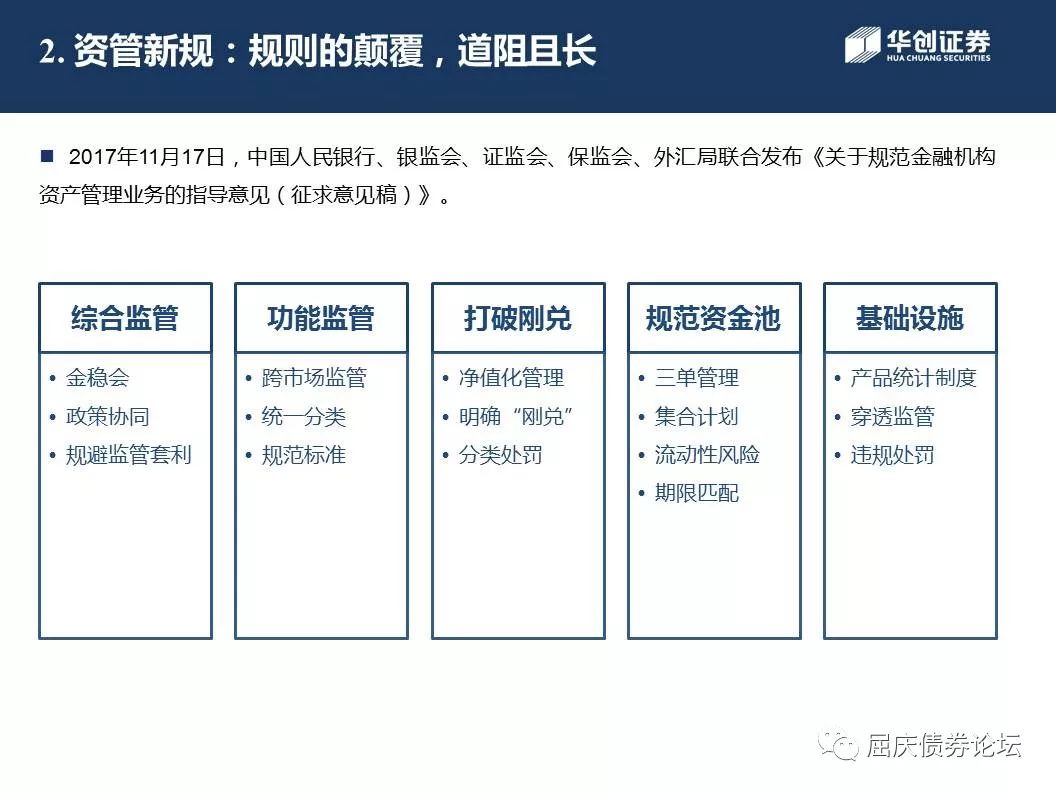 2. 资管新规：规则的颠覆，道阻且长
华创证券
HUA CHUANG SECURITIES
■ 2017年11月17日，中国人民银行、银监会、证监会、保监会、外汇局联合发布《关于规范金融机构
资产管理业务的指导意见（征求意见稿）》。
综合监管
• 金稳会
• 政策协同
• 规避监管套利
功能监管
• 跨市场监管
• 统一分类
• 规范标准
打破刚兑
• 净值化管理
• 明确“刚兑”
• 分类处罚
规范资金池
• 三单管理
• 集合计划
• 流动性风险
• 期限匹配
基础设施
• 产品统计制度
• 穿透监管
• 违规处罚
屈庆债券论坛